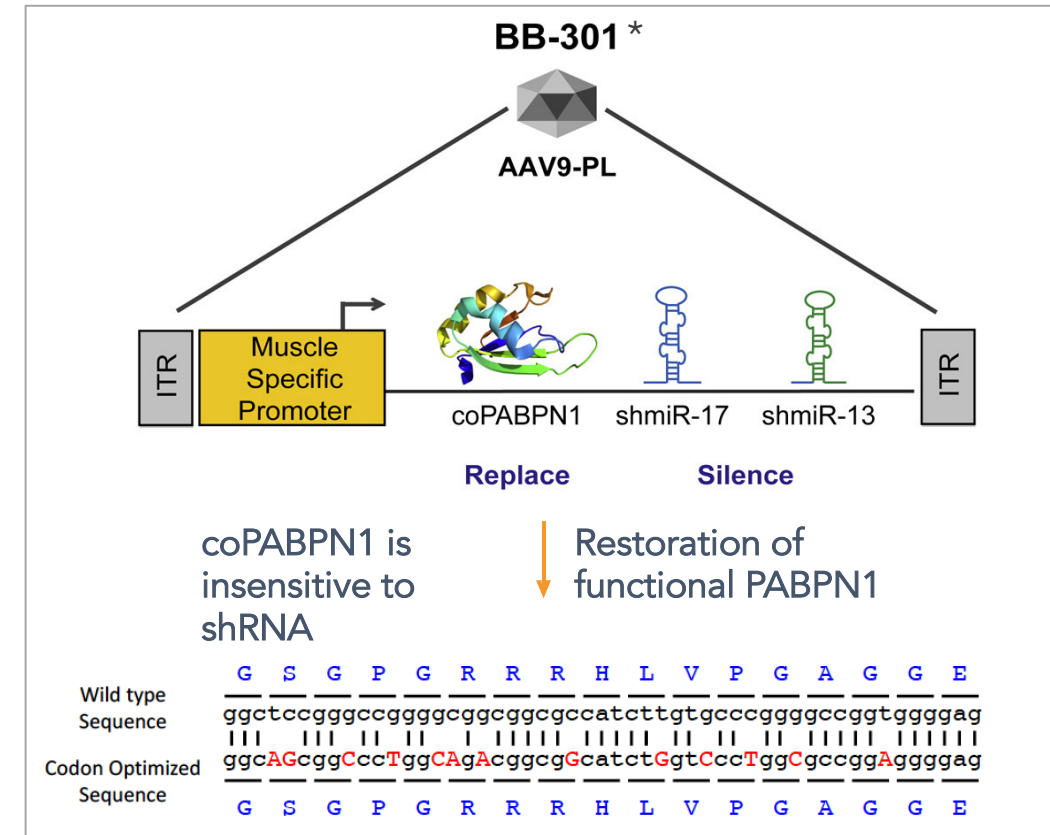 BB-301 *
AAV9-PL
ITR
Muscle
Specific
Promoter
coPABPN1
shmiR-17
shmiR-13
ITR
Replace
Silence
coPABPN1 is
insensitive to
shRNA
Restoration of
functional PABPN1
G S G P G R R R H L V P G A G G E
Wild type
Sequence
ggctccgggccggggcggcggcgccatcttgtgcccggggccggtggggag
Codon Optimized
Sequence
ggcAGcggCccTggCAgAcggcgGcatctGgtCccTggCgccggAggggag
G S G P G R R R H L V P G A G G E